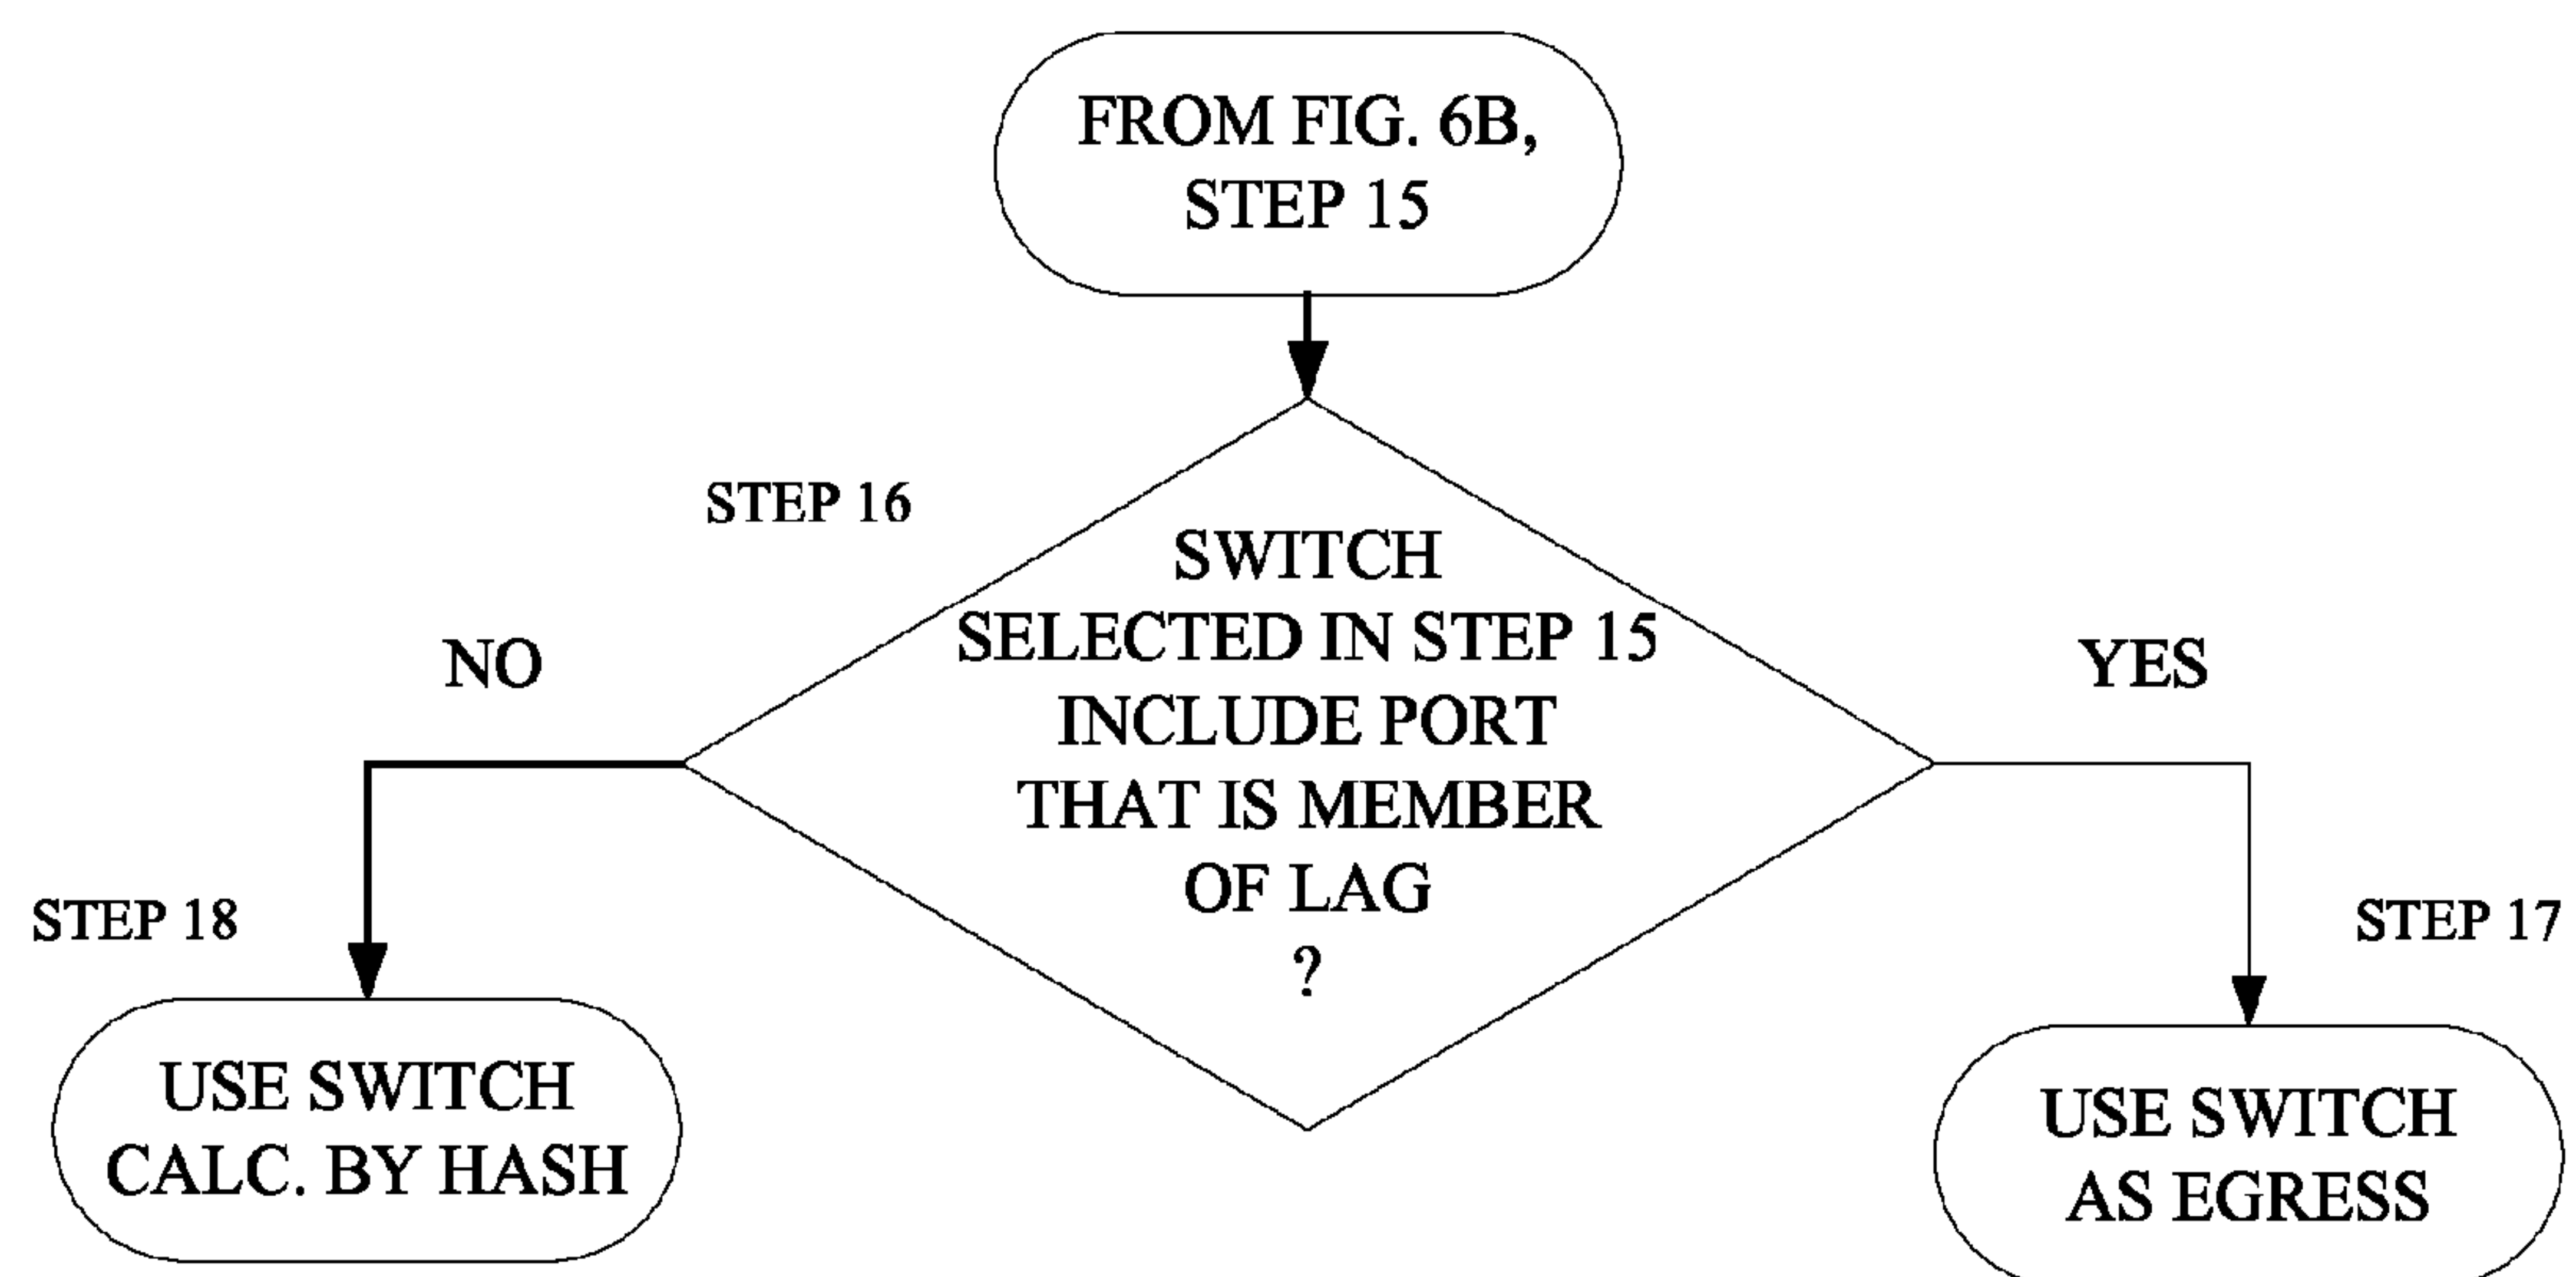 FROM FIG. 6B,
STEP 15
STEP 16
SWITCH
SELECTED IN STEP 15
INCLUDE PORT
THAT IS MEMBER
OF LAG
?
NO
YES
STEP 18
STEP 17
USE SWITCH
CALC. BY HASH
USE SWITCH
AS EGRESS